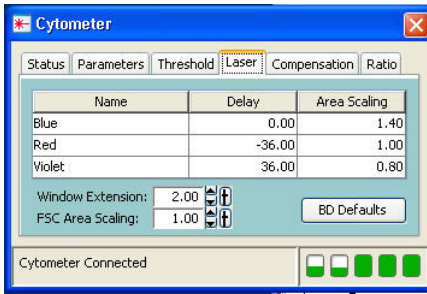 Cytometer
Status Parameters Threshold Laser Compensation Ratio
Name Delay Area Scaling
Blue 0.00 1.40
Red -36.00 1.00
Violet 36.00 0.80
Window Extension: 2.00
FSC Area Scaling: 1.00
BD Defaults
Cytometer Connected